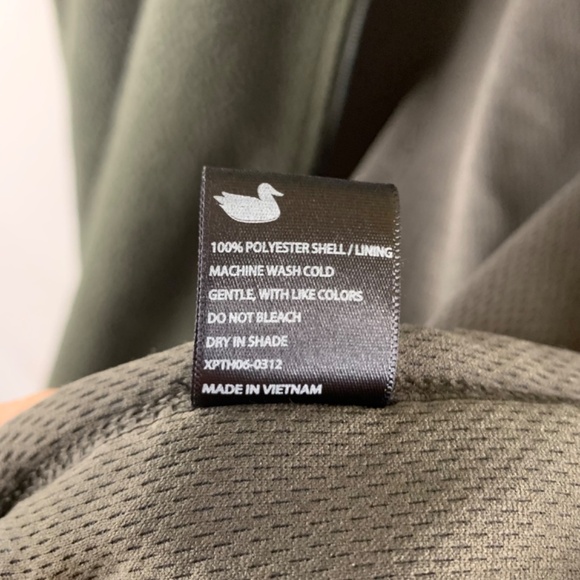 100% POLYESTER SHELL / LINING
MACHINE WASH COLD
GENTLE, WITH LIKE COLORS
DO NOT BLEACH
DRY IN SHADE
XPTH06-0312
MADE IN VIETNAM